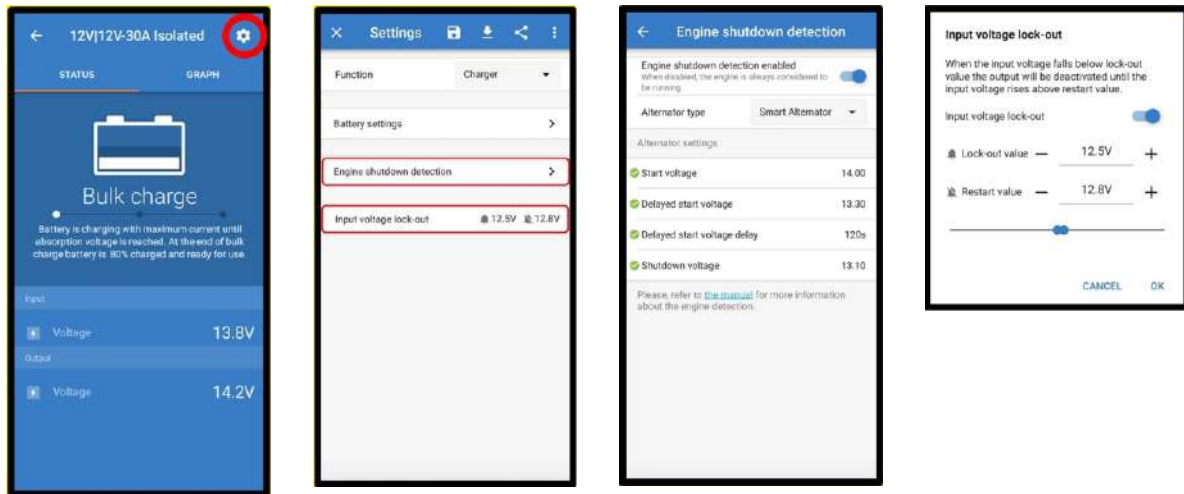 12V|12V-30A Isolated
STATUS GRAPH
Bulk charge
Battery is charging with maximum current until
absorption voltage is reached. At the end of bulk
charge battery is 80% charged and ready for use.
Input
Voltage 13.8V
Output
Voltage 14.2V
Settings
Function Charger
Battery settings
Engine shutdown detection
Input voltage lock-out 12.5V 12.8V
Engine shutdown detection
Engine shutdown detection enabled
When disabled, the engine is always considered to
be running.
Alternator type Smart Alternator
Alternator settings
Start voltage 14.00
Delayed start voltage 13.30
Delayed start voltage delay 120s
Shutdown voltage 13.10
Please, refer to the manual for more information
about the engine detection.
Input voltage lock-out
When the input voltage falls below lock-out
value the output will be deactivated until the
input voltage rises above restart value.
Input voltage lock-out
Lock-out value — 12.5V +
Restart value — 12.8V +
CANCEL OK